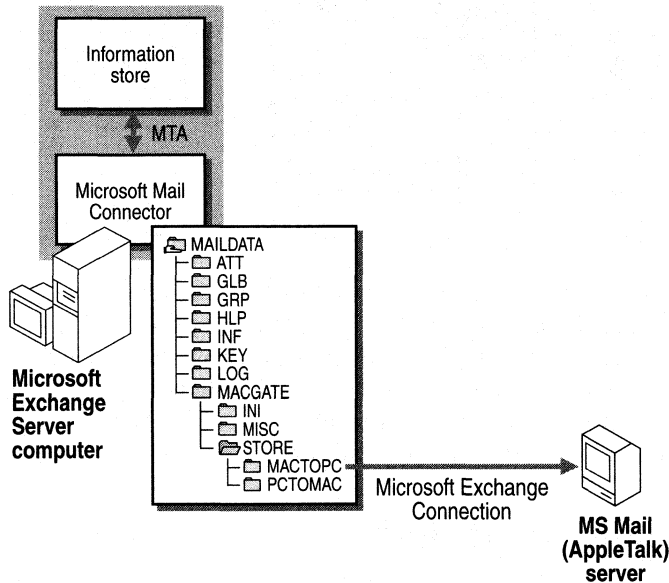 Information
store
MTA
Microsoft Mail
Connector
MAILDATA
ATT
GLB
GRP
HLP
INF
KEY
LOG
MACGATE
INI
MISC
STORE
MACTOPC
PCTOMAC
Microsoft
Exchange
Server
computer
Microsoft Exchange
Connection
MS Mail
(AppleTalk)
server